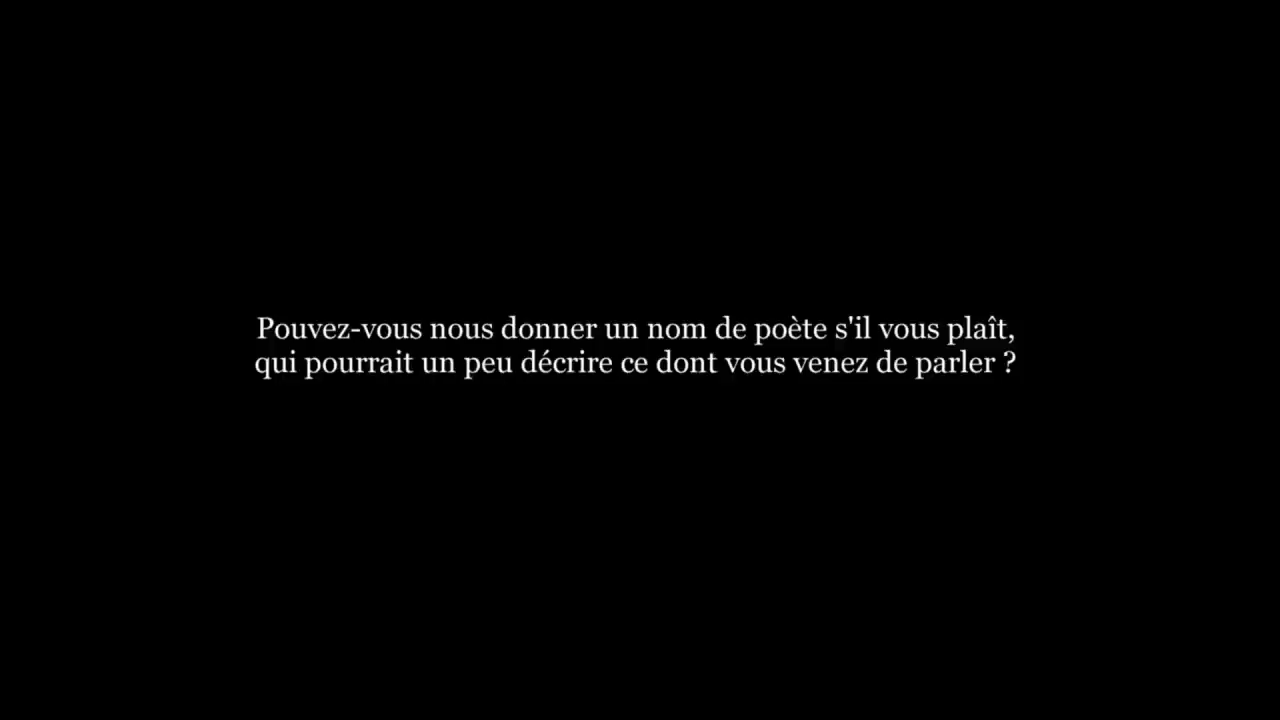 Pouvez-vous nous donner un nom de poète s'il vous plaît,
qui pourrait un peu décrire ce dont vous venez de parler ?